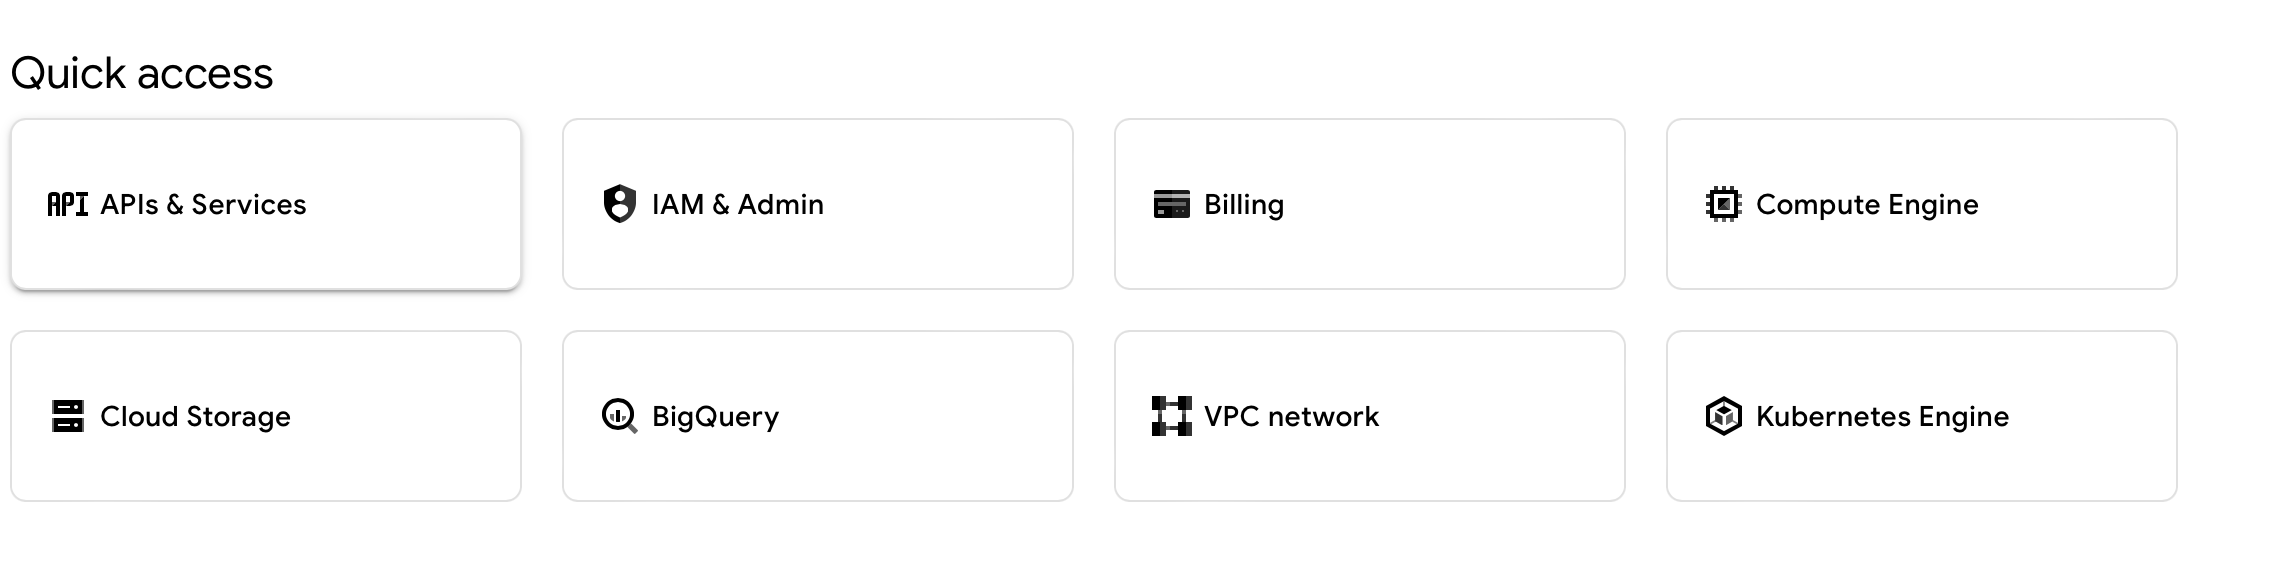 Quick access
API APIs & Services
IAM & Admin
Billing
Compute Engine
Cloud Storage
BigQuery
VPC network
Kubernetes Engine